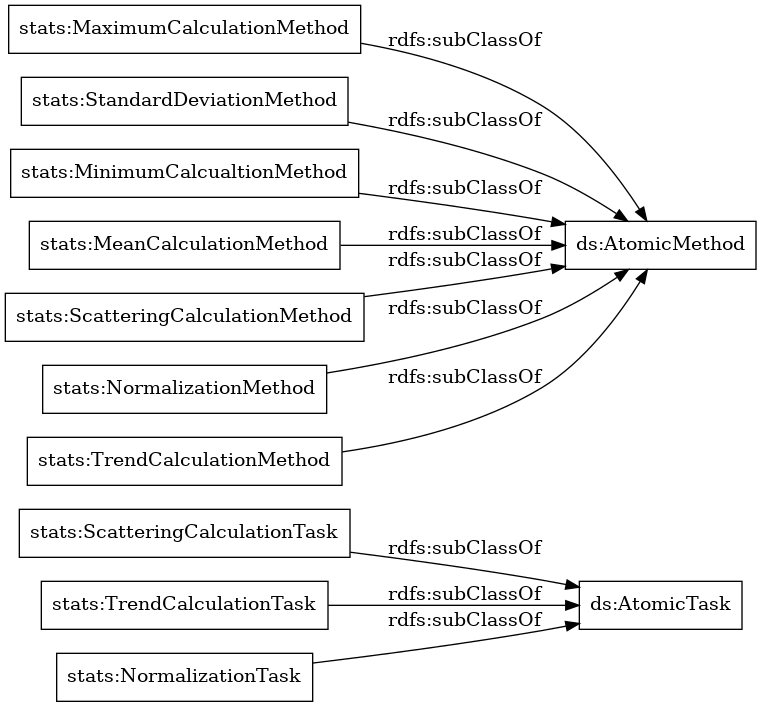 stats:MaximumCalculationMethod
rdfs:subClassOf
stats:StandardDeviationMethod
rdfs:subClassOf
stats:MinimumCalcualtionMethod
rdfs:subClassOf
stats:MeanCalculationMethod
rdfs:subClassOf
ds:AtomicMethod
rdfs:subClassOf
stats:ScatteringCalculationMethod
rdfs:subClassOf
stats:NormalizationMethod
rdfs:subClassOf
stats:TrendCalculationMethod
stats:ScatteringCalculationTask
rdfs:subClassOf
stats:TrendCalculationTask
rdfs:subClassOf
ds:AtomicTask
rdfs:subClassOf
stats:NormalizationTask